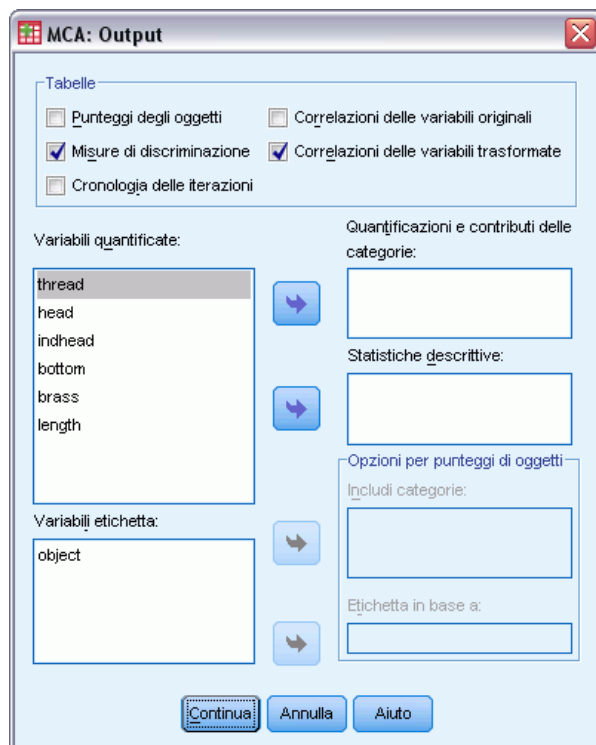 MCA: Output
Tabelle
Punteggi degli oggetti
Correlazioni delle variabili originali
Misure di discriminazione
Correlazioni delle variabili trasformate
Cronologia delle iterazioni
Variabili quantificate:
thread
head
indhead
bottom
brass
length
Quantificazioni e contributi delle
categorie:
Statistiche descrittive:
Opzioni per punteggi di oggetti
Includi categorie:
Variabili etichetta:
object
Etichetta in base a:
Continua
Annulla
Aiuto